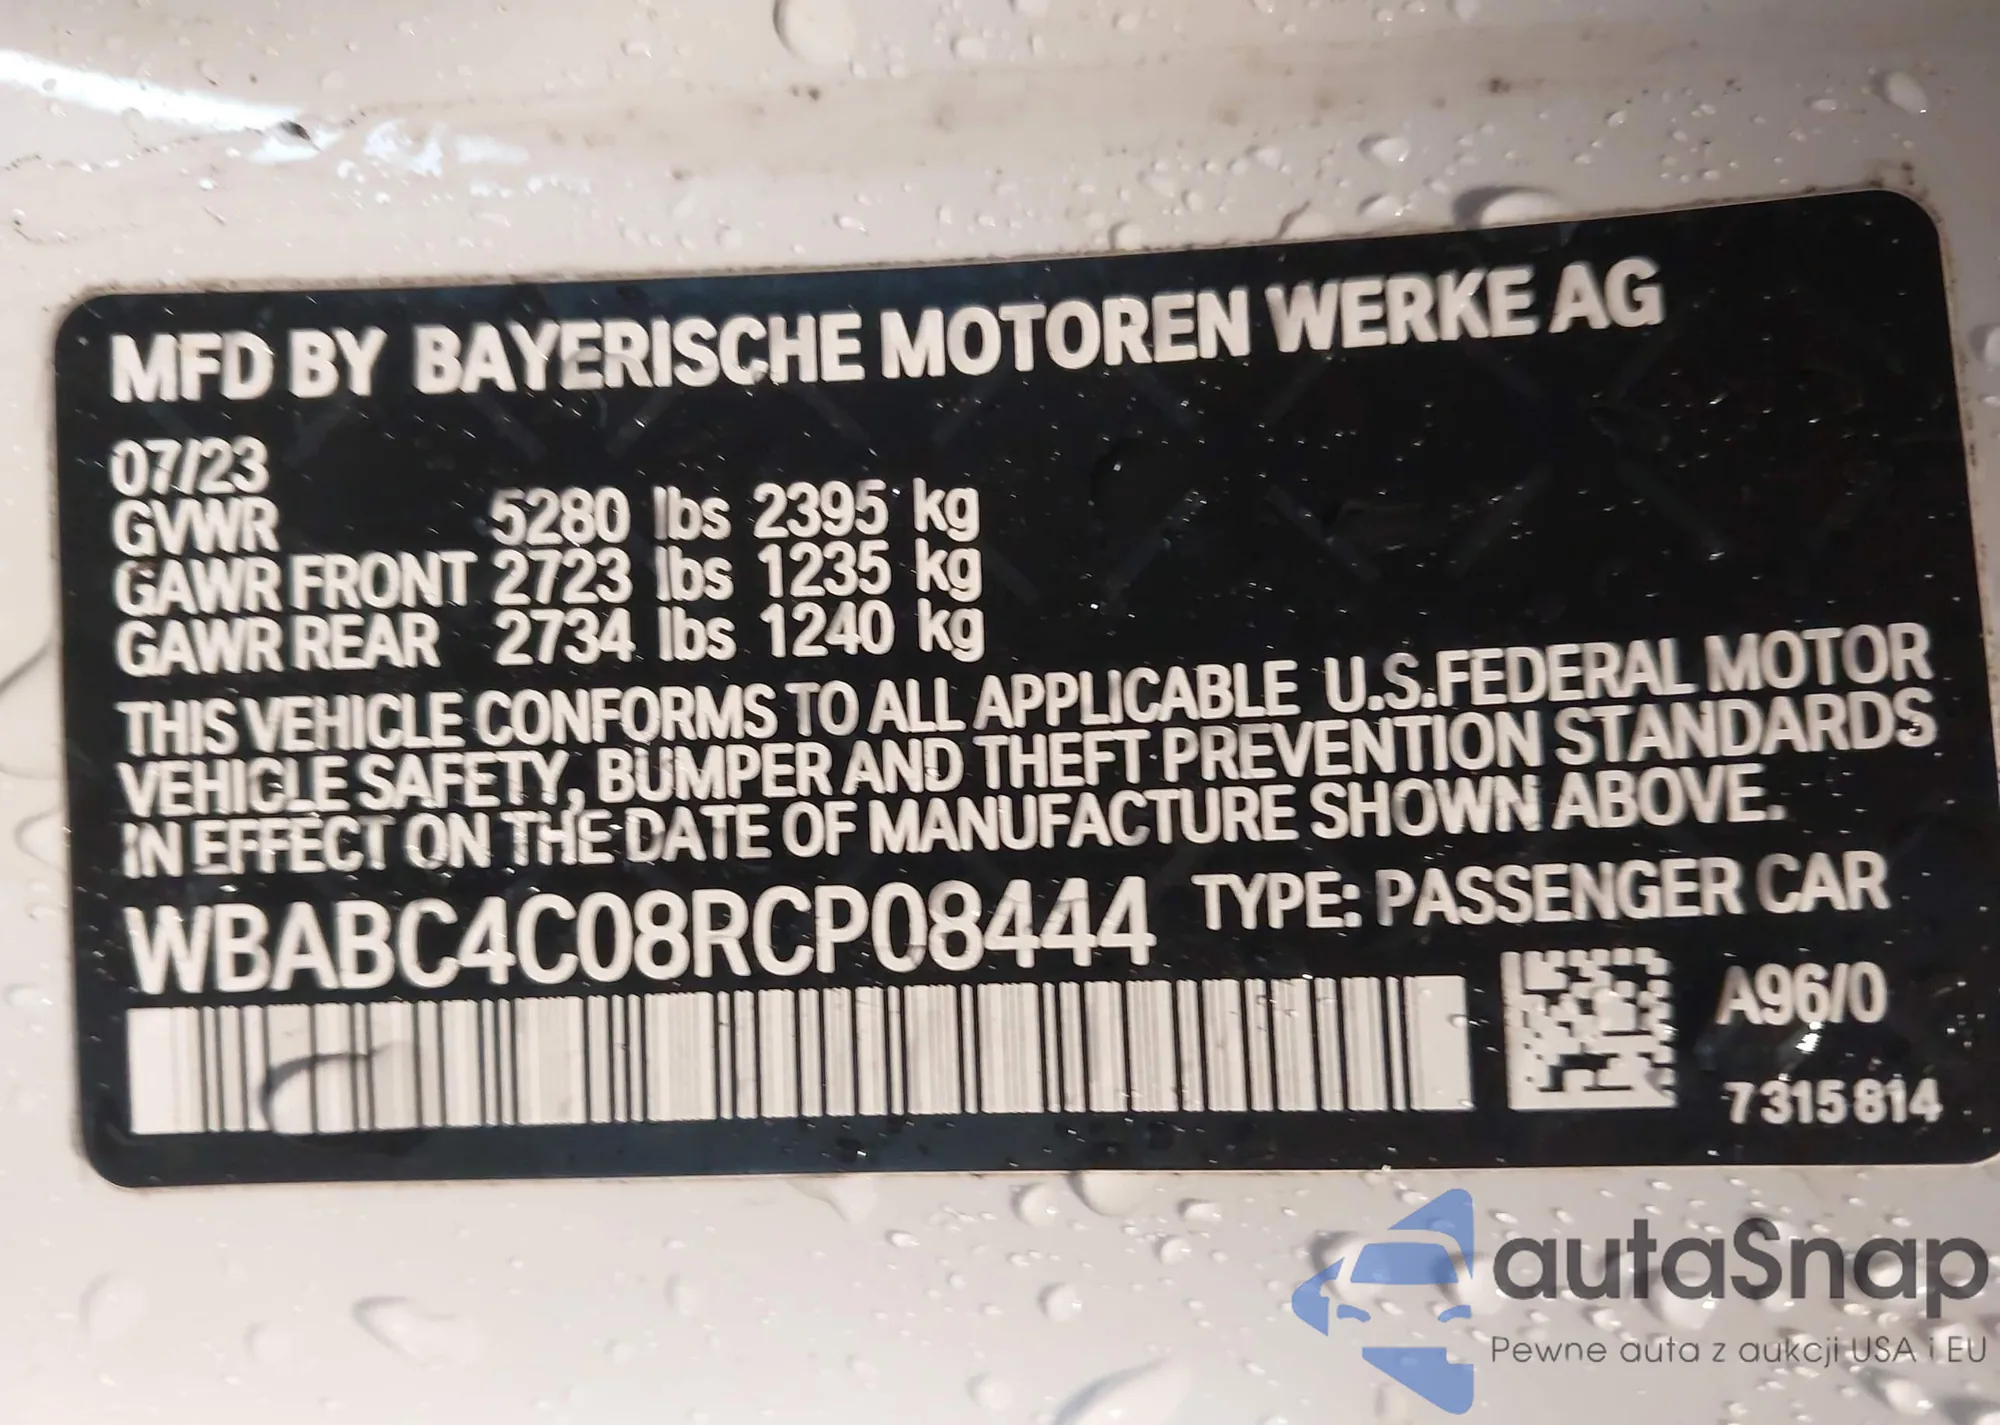 MFD BY BAYERISCHE MOTOREN WERKE AG
07/23
GVWR 5280 lbs 2395 kg
GAWR FRONT 2723 lbs 1235 kg
GAWR REAR 2734 lbs 1240 kg
THIS VEHICLE CONFORMS TO ALL APPLICABLE U.S.FEDERAL MOTOR
VEHICLE SAFETY, BUMPER AND THEFT PREVENTION STANDARDS
IN EFFECT ON THE DATE OF MANUFACTURE SHOWN ABOVE.
WBABC4C08RCP08444 TYPE: PASSENGER CAR
A96/0
7315814
autaSnap
Pewne auta z aukcji USA i EU